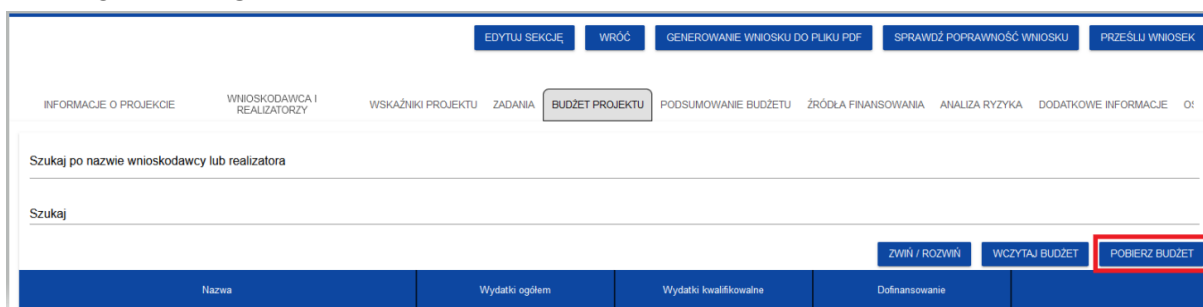 EDYTUJ SEKCJĘ WRÓĆ GENEROWANIE WNIOSKU DO PLIKU PDF SPRAWDŹ POPRAWNOŚĆ WNIOSKU PRZEŚLIJ WNIOSEK
INFORMACJE O PROJEKCIE WNIOSKODAWCA I REALIZATORZY WSKAŹNIKI PROJEKTU ZADANIA BUDŻET PROJEKTU PODSUMOWANIE BUDŻETU ŹRÓDŁA FINANSOWANIA ANALIZA RYZYKA DODATKOWE INFORMACJE
Szukaj po nazwie wnioskodawcy lub realizatora
Szukaj
ZWIŃ / ROZWIŃ WCZYTAJ BUDŻET POBIERZ BUDŻET
Nazwa Wydatki ogółem Wydatki kwalifikowalne Dofinansowanie